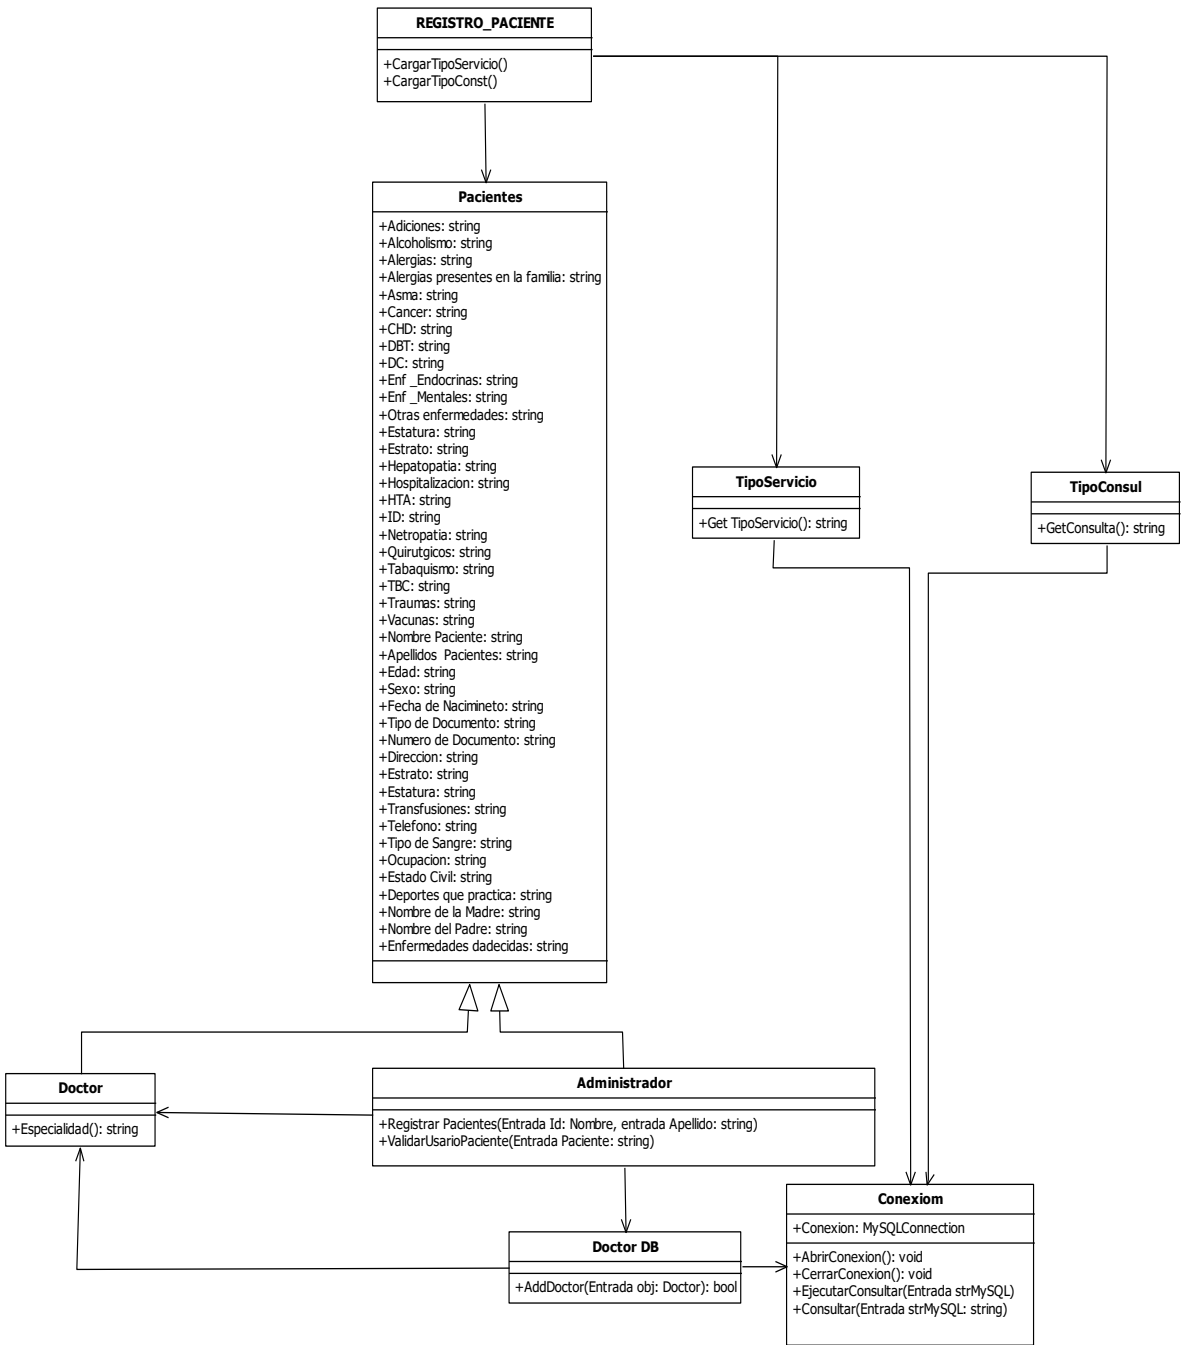 REGISTRO_PACIENTE
+CargarTipoServicio()
+CargarTipoConst()
Pacientes
+Adiciones: string
+Alcoholismo: string
+Alergias: string
+Alergias presentes en la familia: string
+Asma: string
+Cancer: string
+CHD: string
+DBT: string
+DC: string
+Enf _Endocrinas: string
+Enf _Mentales: string
+Otras enfermedades: string
+Estatura: string
+Estrato: string
+Hepatopatia: string
+Hospitalizacion: string
+HTA: string
+ID: string
+Netropatia: string
+Quirutgicos: string
+Tabaquismo: string
+TBC: string
+Traumas: string
+Vacunas: string
+Nombre Paciente: string
+Apellidos  Pacientes: string
+Edad: string
+Sexo: string
+Fecha de Nacimineto: string
+Tipo de Documento: string
+Numero de Documento: string
+Direccion: string
+Estrato: string
+Estatura: string
+Transfusiones: string
+Telefono: string
+Tipo de Sangre: string
+Ocupacion: string
+Estado Civil: string
+Deportes que practica: string
+Nombre de la Madre: string
+Nombre del Padre: string
+Enfermedades dadecidas: string
TipoServicio
+Get TipoServicio(): string
TipoConsul
+GetConsulta(): string
Doctor
+Especialidad(): string
Administrador
+Registrar Pacientes(Entrada Id: Nombre, entrada Apellido: string)
+ValidarUsarioPaciente(Entrada Paciente: string)
Doctor DB
+AddDoctor(Entrada obj: Doctor): bool
Conexiom
+Conexion: MySQLConnection
+AbrirConexion(): void
+CerrarConexion(): void
+EjecutarConsultar(Entrada strMySQL)
+Consultar(Entrada strMySQL: string)